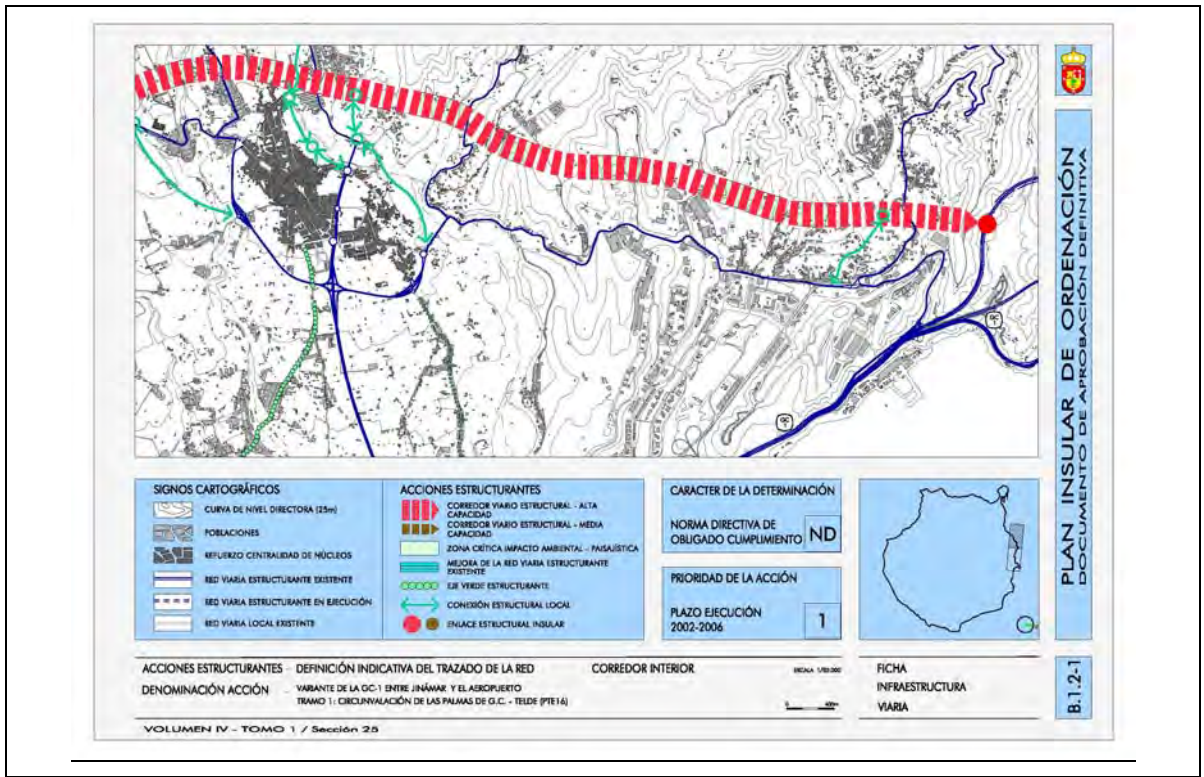 PLAN INSULAR DE ORDENACIÓN
DOCUMENTO DE APROBACIÓN DEFINITIVA
SIGNOS CARTOGRÁFICOS
CURVA DE NIVEL DIRECTORA (25m)
POBLACIONES
REFUERZO CENTRALIDAD DE NÚCLEOS
RED VIARIA ESTRUCTURANTE EXISTENTE
RED VIARIA ESTRUCTURANTE EN EJECUCIÓN
RED VIARIA LOCAL EXISTENTE
ACCIONES ESTRUCTURANTES
CORREDOR VIARIO ESTRUCTURAL - ALTA
CAPACIDAD
CORREDOR VIARIO ESTRUCTURAL - MEDIA
CAPACIDAD
ZONA CRÍTICA IMPACTO AMBIENTAL - PAISAJÍSTICA
MEJORA DE LA RED VIARIA ESTRUCTURANTE
EXISTENTE
EJE VERDE ESTRUCTURANTE
CONEXIÓN ESTRUCTURAL LOCAL
ENLACE ESTRUCTURAL INSULAR
CARACTER DE LA DETERMINACIÓN
NORMA DIRECTIVA DE
OBLIGADO CUMPLIMIENTO ND
PRIORIDAD DE LA ACCIÓN
PLAZO EJECUCIÓN
2002-2006 1
ACCIONES ESTRUCTURANTES - DEFINICIÓN INDICATIVA DEL TRAZADO DE LA RED CORREDOR INTERIOR ESCALA
DENOMINACIÓN ACCIÓN - VARIANTE DE LA GC-1 ENTRE JINÁMAR Y EL AEROPUERTO
TRAMO 1: CIRCUNVALACIÓN DE LAS PALMAS DE G.C. - TELDE (PTE16)
FICHA
INFRAESTRUCTURA
VIARIA
B.1.2-1
VOLUMEN IV - TOMO 1 / Sección 25